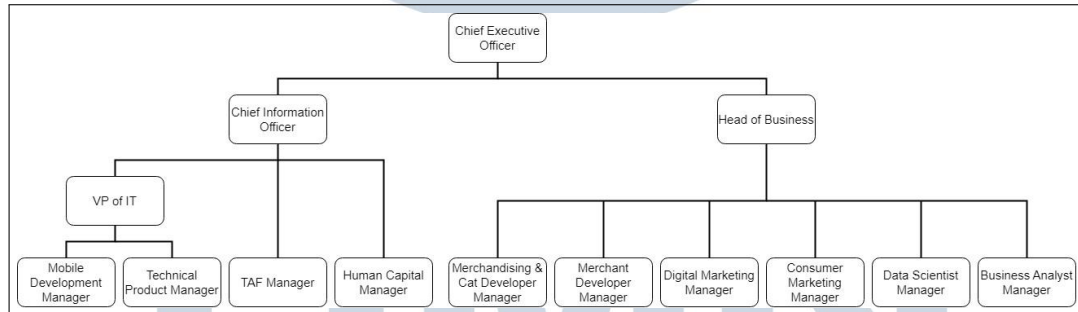 Chief Executive
Officer
Chief Information
Officer
Head of Business
VP of IT
Mobile
Development
Manager
Technical
Product Manager
TAF Manager
Human Capital
Manager
Merchandising &
Cat Developer
Manager
Merchant
Developer
Manager
Digital Marketing
Manager
Consumer
Marketing
Manager
Data Scientist
Manager
Business Analyst
Manager